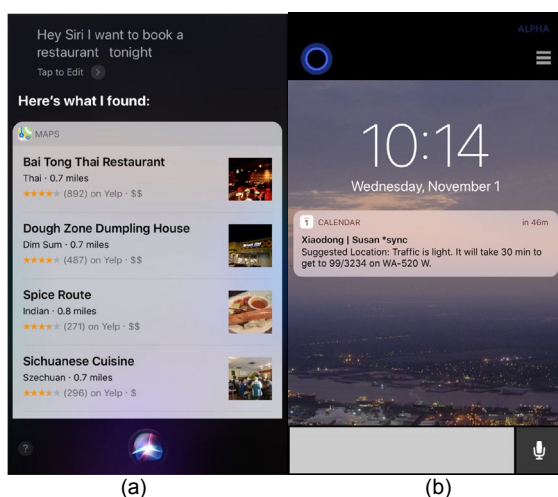 Hey Siri I want to book a
restaurant tonight
Tap to Edit
Here's what I found:
MAPS
Bai Tong Thai Restaurant
Thai · 0.7 miles
★★★★★ (892) on Yelp · $$
Dough Zone Dumpling House
Dim Sum · 0.7 miles
★★★★★ (487) on Yelp · $$
Spice Route
Indian · 0.8 miles
★★★★★ (271) on Yelp · $$
Sichuanese Cuisine
Szechuan · 0.7 miles
★★★★★ (296) on Yelp · $
?
(a)
ALPHA
10:14
Wednesday, November 1
1 CALENDAR in 46m
Xiaodong | Susan *sync
Suggested Location: Traffic is light. It will take 30 min to
get to 99/3234 on WA-520 W.
(b)